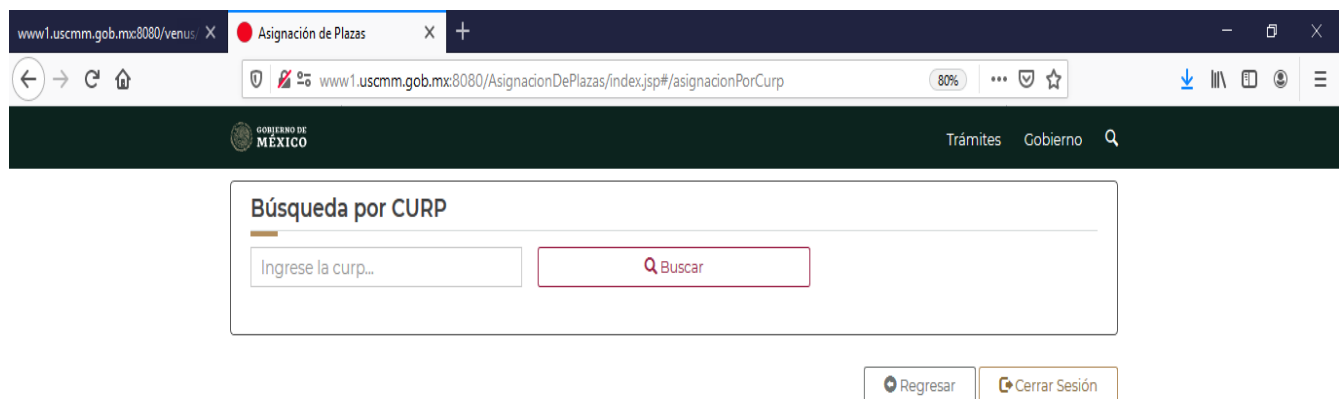 www1.uscmm.gob.mx:8080/venus/
Asignación de Plazas
www1.uscmm.gob.mx:8080/AsignacionDePlazas/index.jsp#/asignacionPorCurp
80%
GOBIERNO DE
MÉXICO
Trámites Gobierno
Búsqueda por CURP
Ingrese la curp...
Buscar
Regresar
Cerrar Sesión